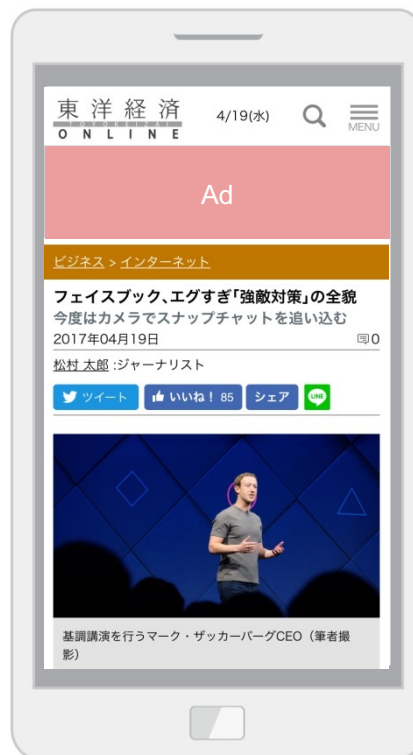 東洋経済
TOYOKEIZAI
ONLINE
4/19(水)
MENU
Ad
ビジネス > インターネット
フェイスブック、エグすぎ「強敵対策」の全貌
今度はカメラでスナップチャットを追い込む
2017年04月19日
0
松村 太郎 :ジャーナリスト
ツイート
いいね! 85
シェア
LINE
基調講演を行うマーク・ザッカーバーグCEO（筆者撮
影）